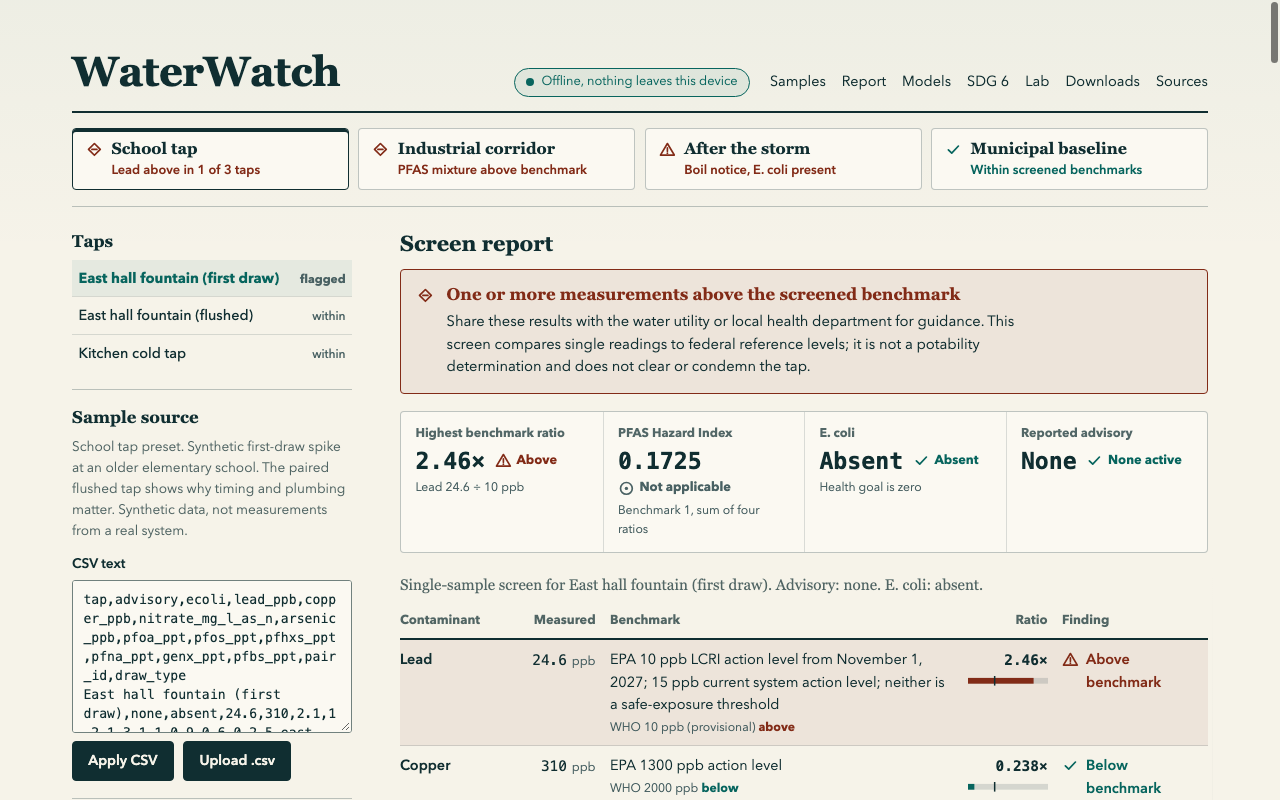 WaterWatch
Offline, nothing leaves this device
Samples Report Models SDG 6 Lab Downloads Sources
School tap
Lead above in 1 of 3 taps
Industrial corridor
PFAS mixture above benchmark
After the storm
Boil notice, E. coli present
Municipal baseline
Within screened benchmarks
Taps
East hall fountain (first draw) flagged
East hall fountain (flushed) within
Kitchen cold tap within
Sample source
School tap preset. Synthetic first-draw spike
at an older elementary school. The paired
flushed tap shows why timing and plumbing
matter. Synthetic data, not measurements
from a real system.
CSV text
tap,advisory,ecoli,lead_ppb,copp
er_ppb,nitrate_mg_l_as_n,arsenic
_ppb,pfoa_ppt,pfos_ppt,pfhxs_ppt
,pfna_ppt,genx_ppt,pfbs_ppt,pair
_id,draw_type
East hall fountain (first
draw),none,absent,24.6,310,2.1,1
Apply CSV Upload .csv
Screen report
One or more measurements above the screened benchmark
Share these results with the water utility or local health department for guidance. This
screen compares single readings to federal reference levels; it is not a potability
determination and does not clear or condemn the tap.
Highest benchmark ratio
2.46× Above
Lead 24.6 ÷ 10 ppb
PFAS Hazard Index
0.1725
Not applicable
Benchmark 1, sum of four
ratios
E. coli
Absent Absent
Health goal is zero
Reported advisory
None None active
Single-sample screen for East hall fountain (first draw). Advisory: none. E. coli: absent.
Contaminant Measured Benchmark Ratio Finding
Lead 24.6 ppb EPA 10 ppb LCRI action level from November 1, 2.46× Above
2027; 15 ppb current system action level; neither is benchmark
a safe-exposure threshold
WHO 10 ppb (provisional) above
Copper 310 ppb EPA 1300 ppb action level 0.238× Below
WHO 2000 ppb below benchmark